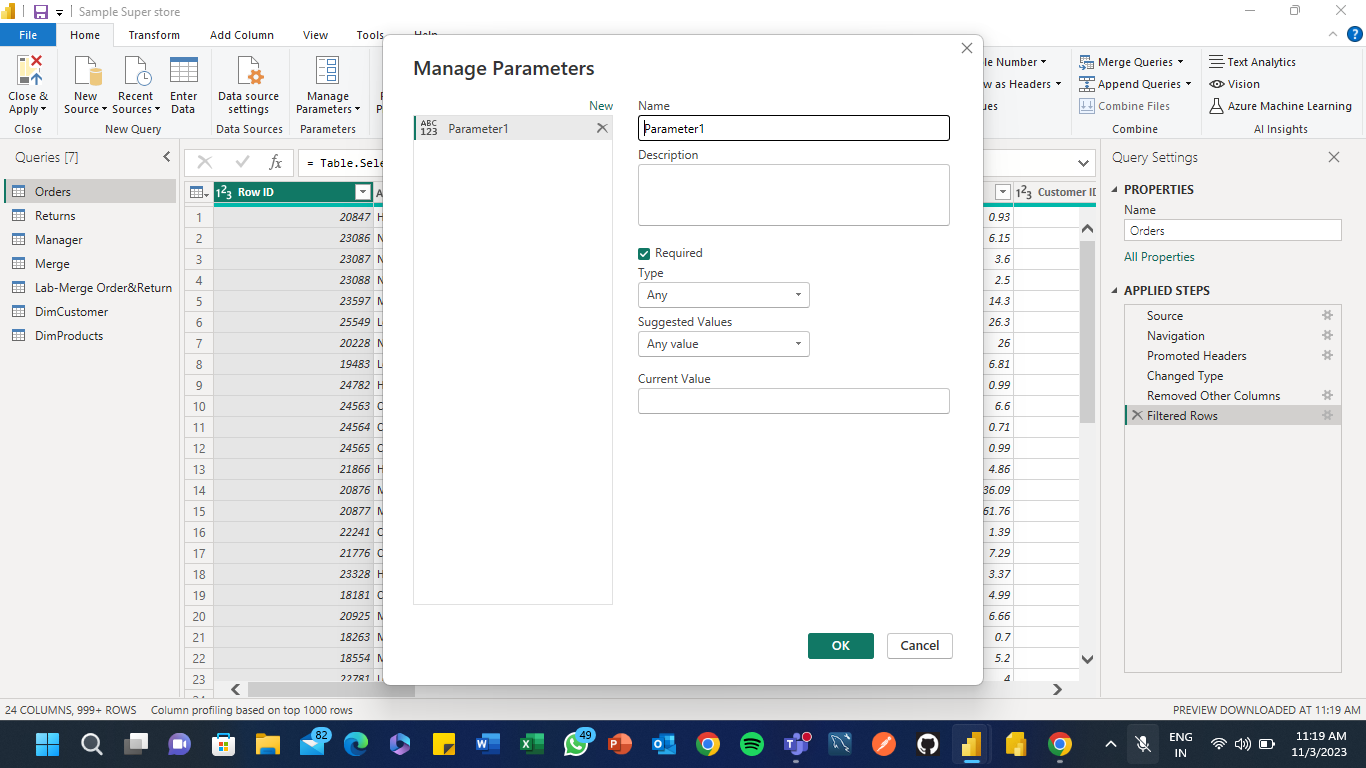 Sample Super store
File Home Transform Add Column View Tools Help
Close & Apply
New Source
Recent Sources
Enter Data
Data source settings
Manage Parameters
Merge Queries
Append Queries
Combine Files
Text Analytics
Vision
Azure Machine Learning
Close
New Query
Data Sources
Parameters
Combine
AI Insights
Queries [7]
Orders
Returns
Manager
Merge
Lab-Merge Order&Return
DimCustomer
DimProducts
fx
= Table.Sele
1²3 Row ID
1²3 Customer ID
1 20847 H 0.93
2 23086 N 6.15
3 23087 N 3.6
4 23088 N 2.5
5 23597 M 14.3
6 25549 L 26.3
7 20228 N 26
8 19483 L 6.81
9 24782 H 0.99
10 24563 C 6.6
11 24564 C 0.71
12 24565 C 0.99
13 21866 H 4.86
14 20876 M 36.09
15 20877 M 61.76
16 22241 C 1.39
17 21776 C 7.29
18 23328 H 3.37
19 18181 C 4.99
20 20925 M 6.66
21 18263 M 0.7
22 18554 M 5.2
23 22781 L 4
Manage Parameters
New
ABC
123 Parameter1
Name
Parameter1
Description
Required
Type
Any
Suggested Values
Any value
Current Value
OK
Cancel
Query Settings
PROPERTIES
Name
Orders
All Properties
APPLIED STEPS
Source
Navigation
Promoted Headers
Changed Type
Removed Other Columns
Filtered Rows
24 COLUMNS, 999+ ROWS Column profiling based on top 1000 rows
PREVIEW DOWNLOADED AT 11:19 AM
82
49
ENG
IN
11:19 AM
11/3/2023